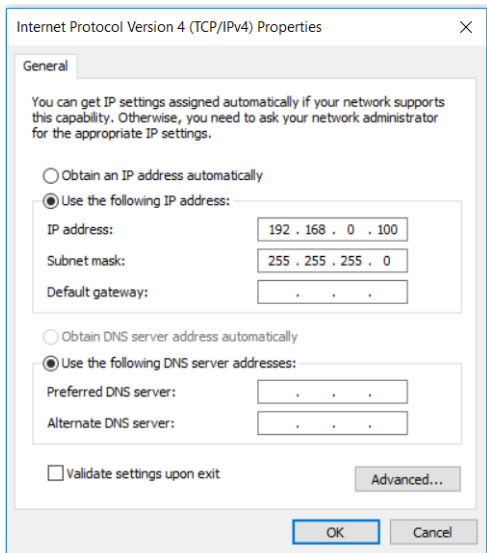 Internet Protocol Version 4 (TCP/IPv4) Properties
General
You can get IP settings assigned automatically if your network supports
this capability. Otherwise, you need to ask your network administrator
for the appropriate IP settings.
Obtain an IP address automatically
Use the following IP address:
IP address: 192 . 168 . 0 . 100
Subnet mask: 255 . 255 . 255 . 0
Default gateway: . . .
Obtain DNS server address automatically
Use the following DNS server addresses:
Preferred DNS server: . . .
Alternate DNS server: . . .
Validate settings upon exit
Advanced...
OK Cancel